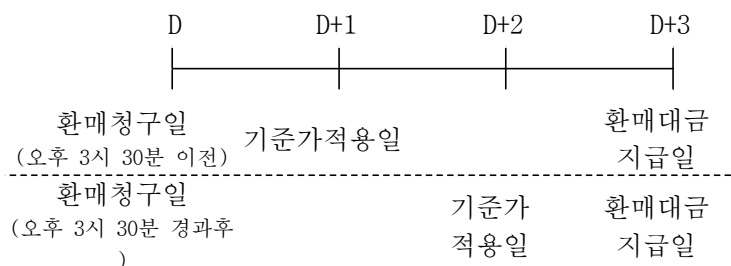 D D+1 D+2 D+3
환매청구일
(오후 3시 30분 이전)
기준가적용일
환매대금
지급일
환매청구일
(오후 3시 30분 경과후
)
기준가
적용일
환매대금
지급일